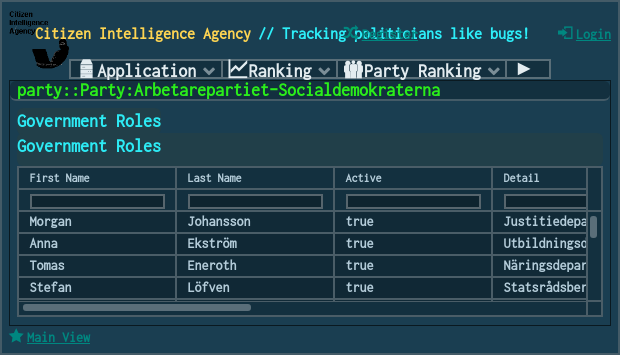 Citizen
Intelligence
Agency
Citizen Intelligence Agency // Tracking politicians like bugs!
Login
Application Ranking Party Ranking
party::Party:Arbetarepartiet-Socialdemokraterna
Government Roles
Government Roles
First Name Last Name Active Detail
Morgan Johansson true Justitiedepa
Anna Ekström true Utbildningsd
Tomas Eneroth true Näringsdepar
Stefan Löfven true Statsrådsber
Main View